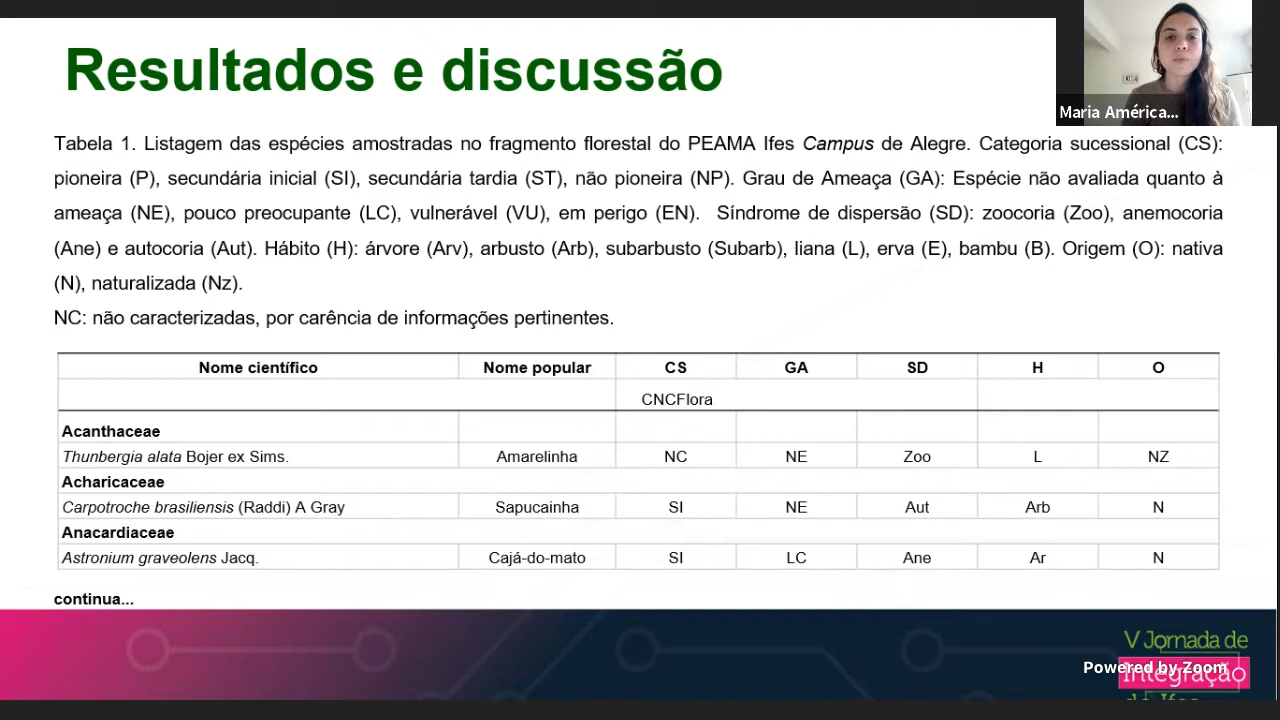 Resultados e discussão
Maria América...
Tabela 1. Listagem das espécies amostradas no fragmento florestal do PEAMA Ifes Campus de Alegre. Categoria sucessional (CS):
pioneira (P), secundária inicial (SI), secundária tardia (ST), não pioneira (NP). Grau de Ameaça (GA): Espécie não avaliada quanto à
ameaça (NE), pouco preocupante (LC), vulnerável (VU), em perigo (EN). Síndrome de dispersão (SD): zoocoria (Zoo), anemocoria
(Ane) e autocoria (Aut). Hábito (H): árvore (Arv), arbusto (Arb), subarbusto (Subarb), liana (L), erva (E), bambu (B). Origem (O): nativa
(N), naturalizada (Nz).
NC: não caracterizadas, por carência de informações pertinentes.
Nome científico Nome popular CS GA SD H O
CNCFlora
Acanthaceae
Thunbergia alata Bojer ex Sims. Amarelinha NC NE Zoo L NZ
Acharicaceae
Carpotroche brasiliensis (Raddi) A Gray Sapucainha SI NE Aut Arb N
Anacardiaceae
Astronium graveolens Jacq. Cajá-do-mato SI LC Ane Ar N
continua...
V Jornada de
Powered by Zoom
Integração
do Ifes